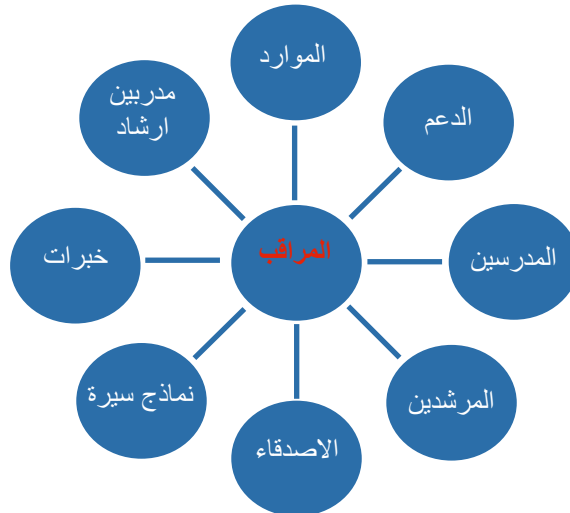 الموارد
الدعم
المدرسين
المرشدين
الاصدقاء
نماذج سيرة
خبرات
مدربين
ارشاد
المراقب